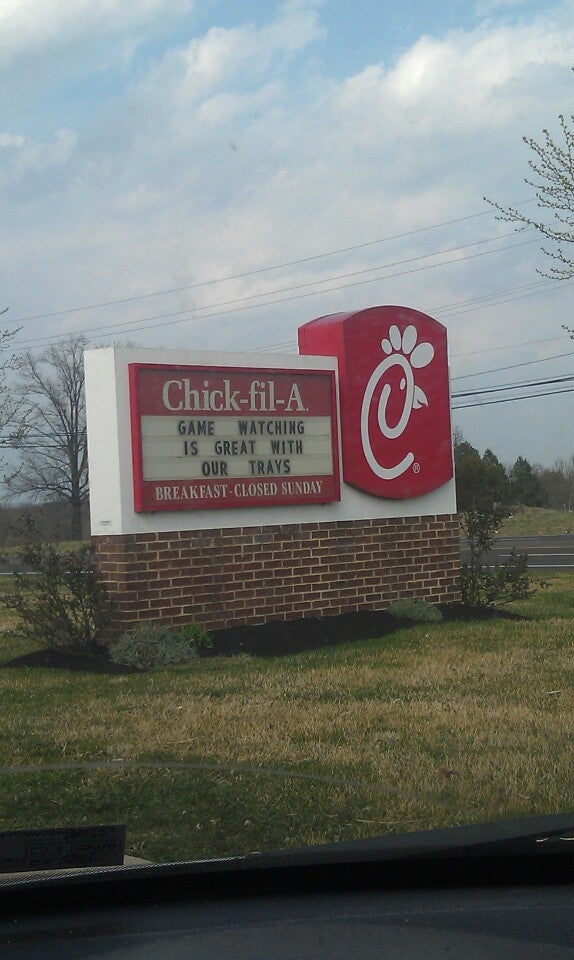 Chick-fil-A
GAME WATCHING
IS GREAT WITH
OUR TRAYS
BREAKFAST-CLOSED SUNDAY
®